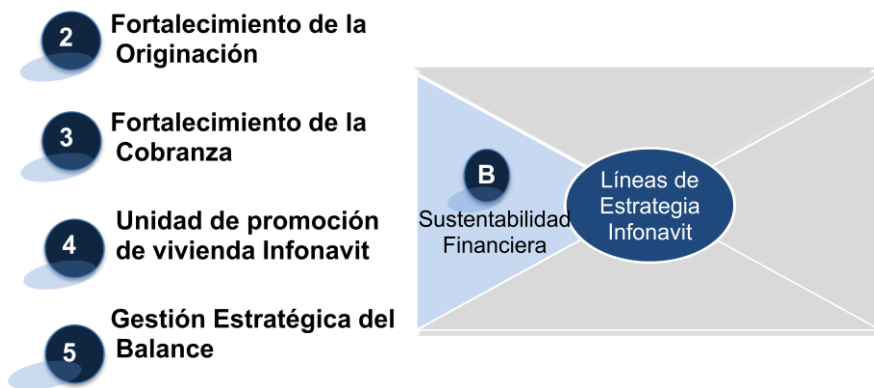 2
Fortalecimiento de la
Originación
3
Fortalecimiento de la
Cobranza
4
Unidad de promoción
de vivienda Infonavit
5
Gestión Estratégica del
Balance
B
Sustentabilidad
Financiera
Líneas de
Estrategia
Infonavit